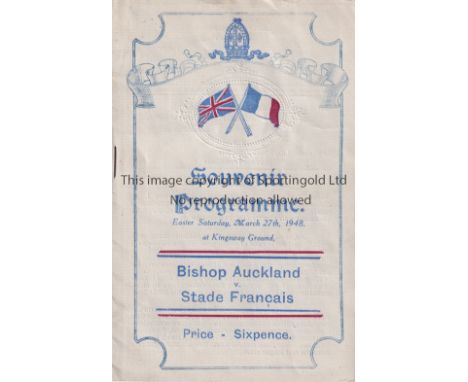 Souvenir
This image copyright of Sportingold Ltd
No reproduction allowed
Programme.
Easter Saturday, March 27th, 1948,
at Kingsway Ground,
Bishop Auckland
v.
Stade Français
Price - Sixpence.